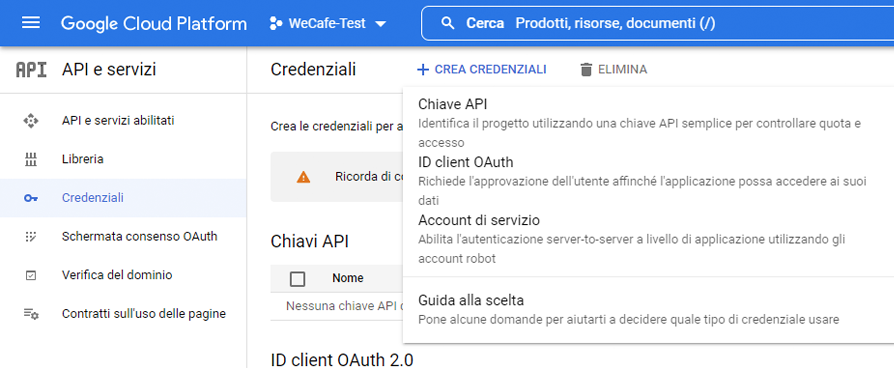 Google Cloud Platform
WeCafe-Test
Cerca Prodotti, risorse, documenti (/)
API API e servizi
Credenziali
CREA CREDENZIALI
ELIMINA
API e servizi abilitati
Libreria
Credenziali
Schermata consenso OAuth
Verifica del dominio
Contratti sull'uso delle pagine
Crea le credenziali per a
Ricorda di co
Chiavi API
Nome
Nessuna chiave API
ID client OAuth 2.0
Chiave API
Identifica il progetto utilizzando una chiave API semplice per controllare quota e
accesso
ID client OAuth
Richiede l'approvazione dell'utente affinché l'applicazione possa accedere ai suoi
dati
Account di servizio
Abilita l'autenticazione server-to-server a livello di applicazione utilizzando gli
account robot
Guida alla scelta
Pone alcune domande per aiutarti a decidere quale tipo di credenziale usare